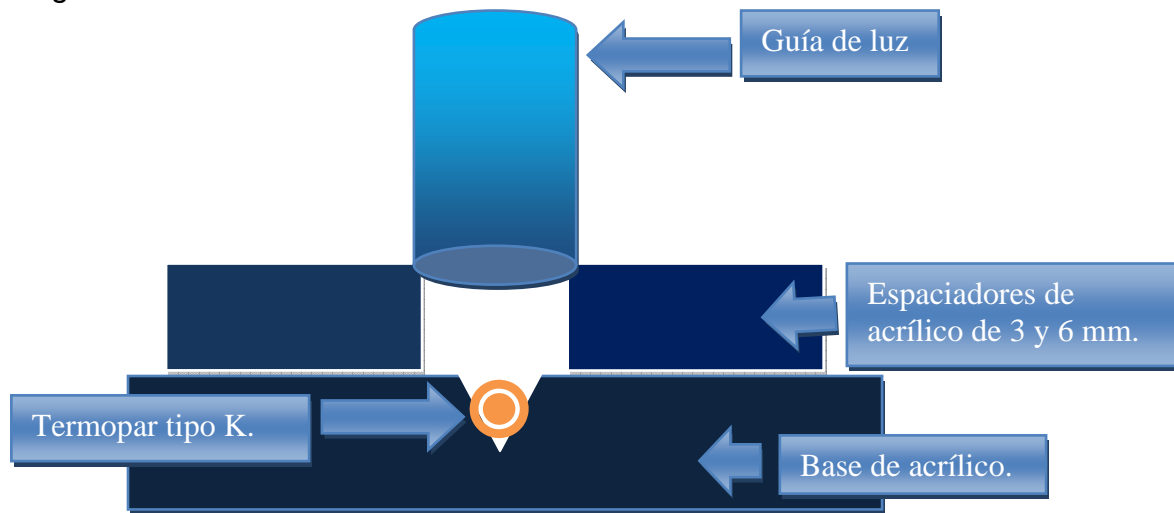 Guía de luz
Espaciadores de
acrílico de 3 y 6 mm.
Termopar tipo K.
Base de acrílico.